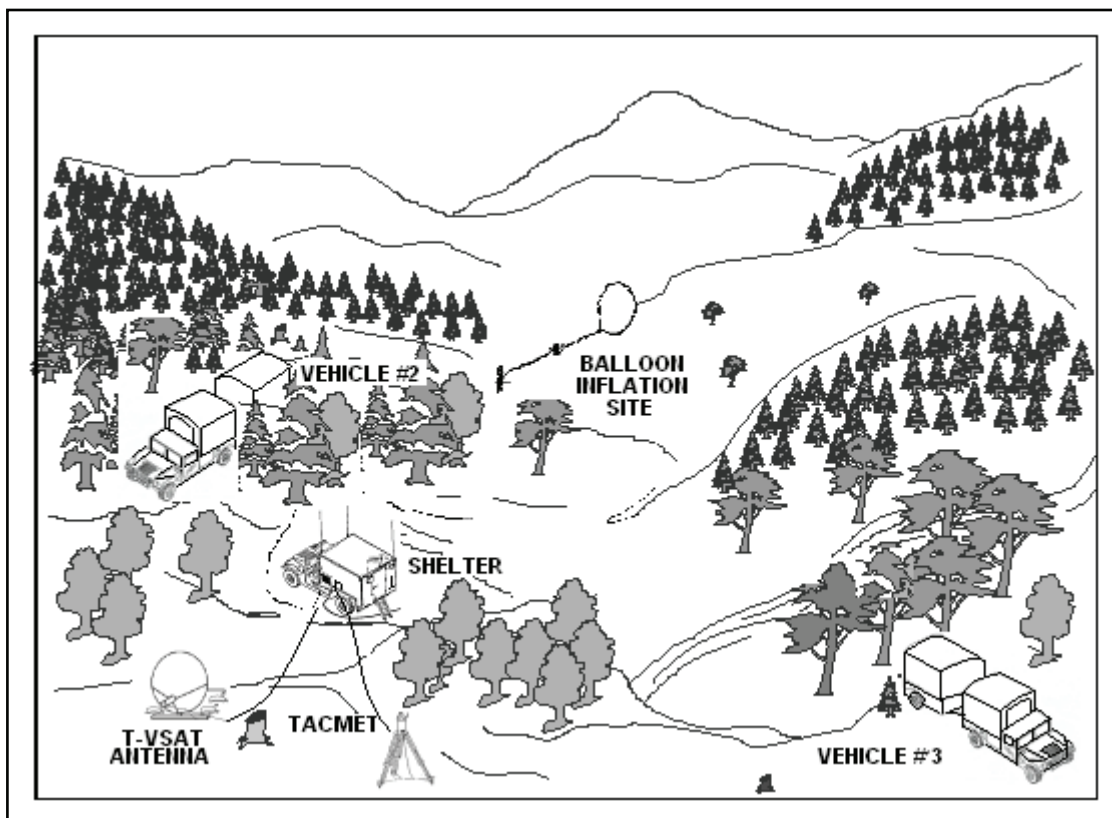 VEHICLE #2
BALLOON
INFLATION
SITE
SHELTER
T-VSAT
ANTENNA
TACMET
VEHICLE #3